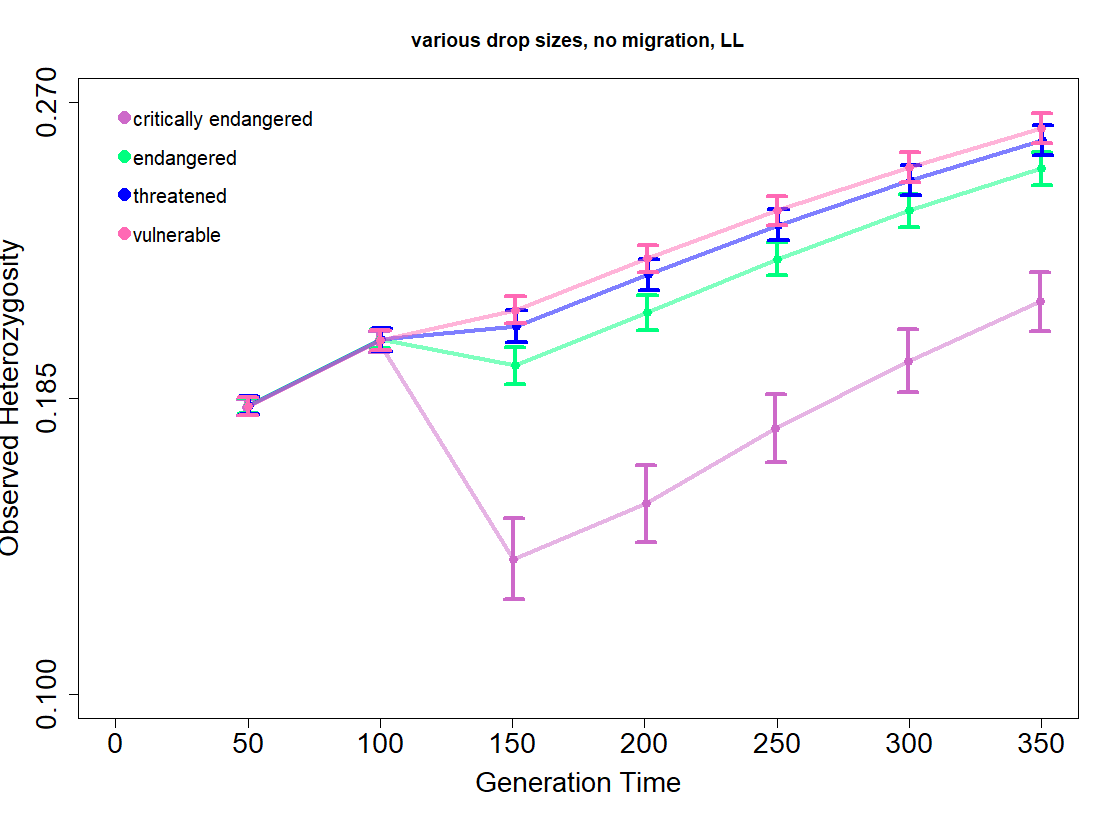 various drop sizes, no migration, LL
critically endangered
endangered
threatened
vulnerable
Observed Heterozygosity
0.270
0.185
0.100
0 50 100 150 200 250 300 350
Generation Time